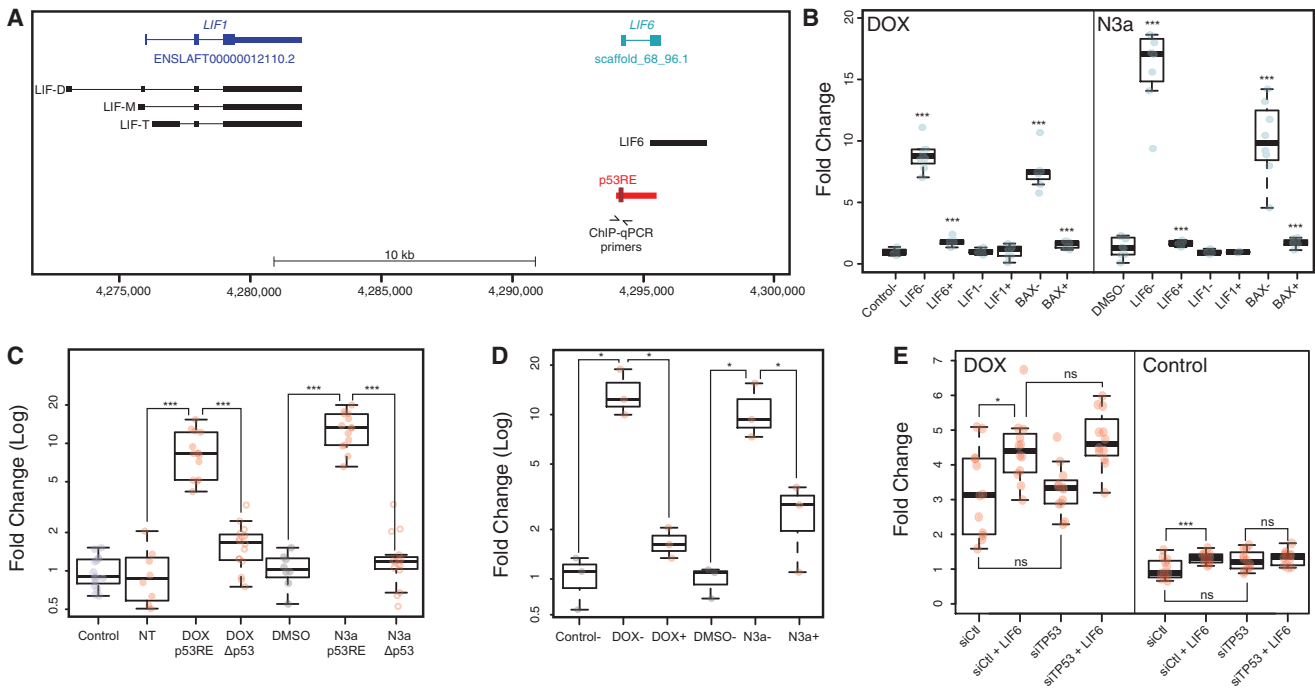 A
LIF1
ENSLAFT00000012110.2
LIF6
scaffold_68_96.1
LIF-D
LIF-M
LIF-T
LIF6
p53RE
ChIP-qPCR
primers
10 kb
4,275,000
4,280,000
4,285,000
4,290,000
4,295,000
4,300,000
B
DOX
N3a
Fold Change
20
15
10
5
0
***
***
***
***
***
***
***
***
Control-
LIF6-
LIF6+
LIF1-
LIF1+
BAX-
BAX+
DMSO-
LIF6-
LIF6+
LIF1-
LIF1+
BAX-
BAX+
C
Fold Change (Log)
20
10
5
2
1
0.5
***
***
***
***
Control
NT
DOX
p53RE
DOX
Δp53
DMSO
N3a
p53RE
N3a
Δp53
D
Fold Change (Log)
20
10
5
2
1
0.5
*
*
*
*
Control-
DOX-
DOX+
DMSO-
N3a-
N3a+
E
DOX
Control
Fold Change
7
6
5
4
3
2
1
0
*
ns
ns
***
ns
ns
siCtl
siCtl + LIF6
siTP53
siTP53 + LIF6
siCtl
siCtl + LIF6
siTP53
siTP53 + LIF6